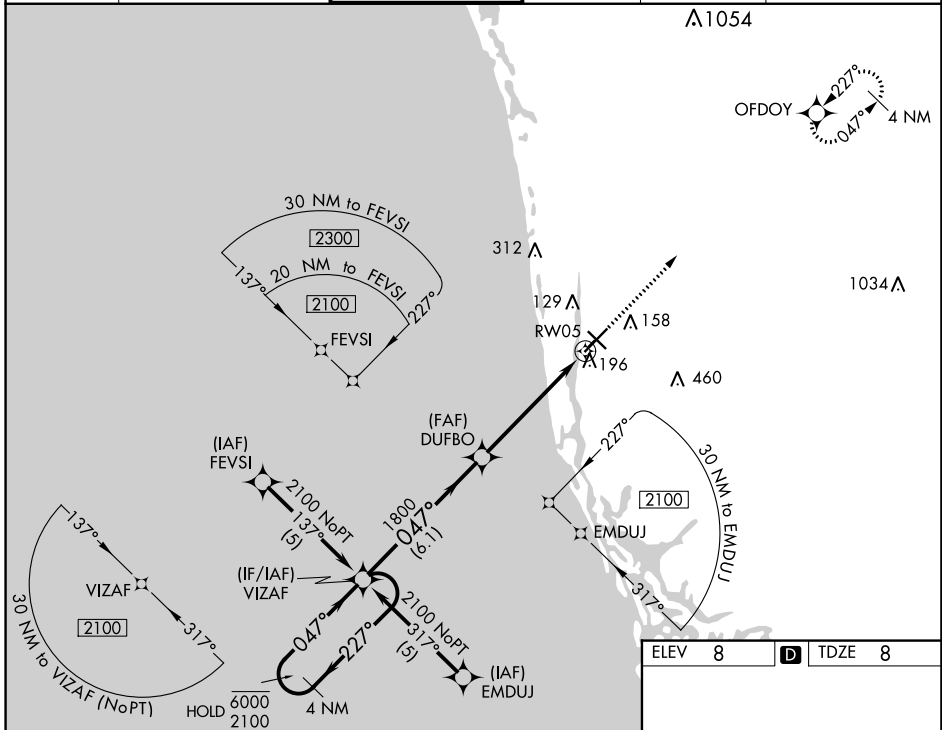 1054
OFDOY
227°
047°
4 NM
30 NM to FEVSI
2300
20 NM to FEVSI
2100
137°
227°
FEVSI
312
129
RW05
158
196
1034
460
(FAF)
DUFBO
(IAF)
FEVSI
2100 NoPT
137°
(5)
1800
047°
(6.1)
227°
30 NM to EMDUJ
2100
EMDUJ
317°
137°
VIZAF
2100
317°
30 NM to VIZAF (NoPT)
(IF/IAF)
VIZAF
047°
227°
2100 NoPT
317°
(5)
(IAF)
EMDUJ
HOLD 6000
2100
4 NM
ELEV 8 D TDZE 8